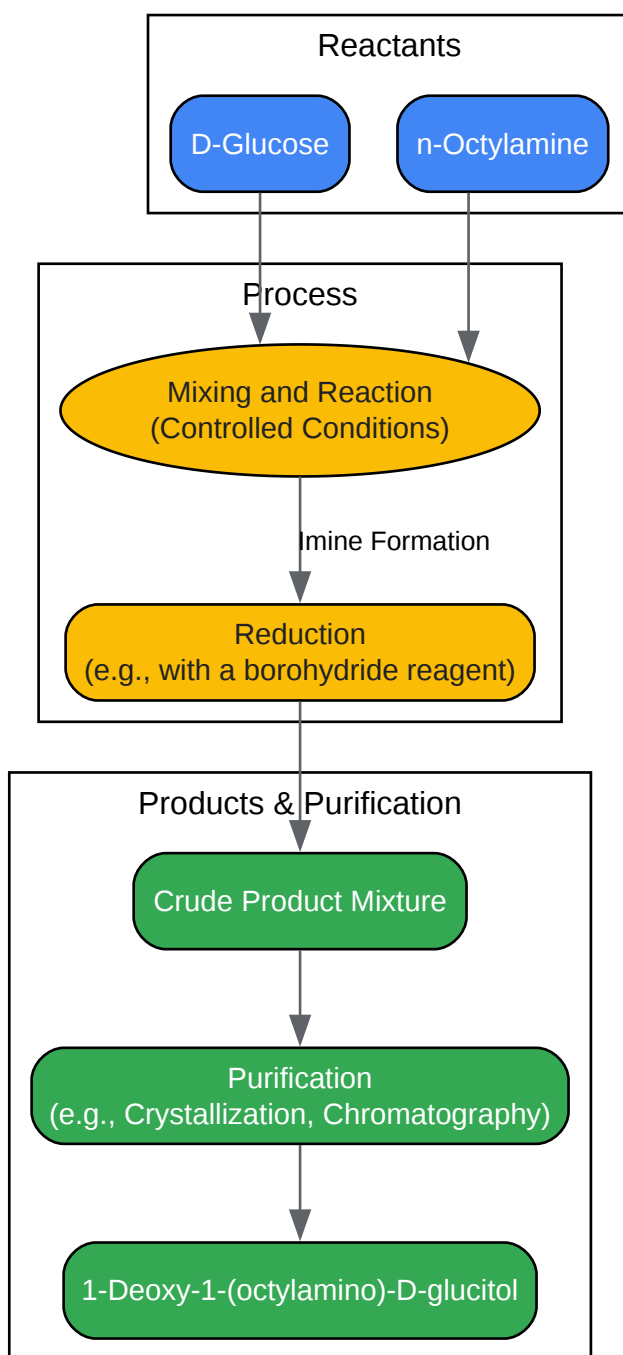 Reactants
D-Glucose
n-Octylamine
Process
Mixing and Reaction
(Controlled Conditions)
Imine Formation
Reduction
(e.g., with a borohydride reagent)
Products & Purification
Crude Product Mixture
Purification
(e.g., Crystallization, Chromatography)
1-Deoxy-1-(octylamino)-D-glucitol